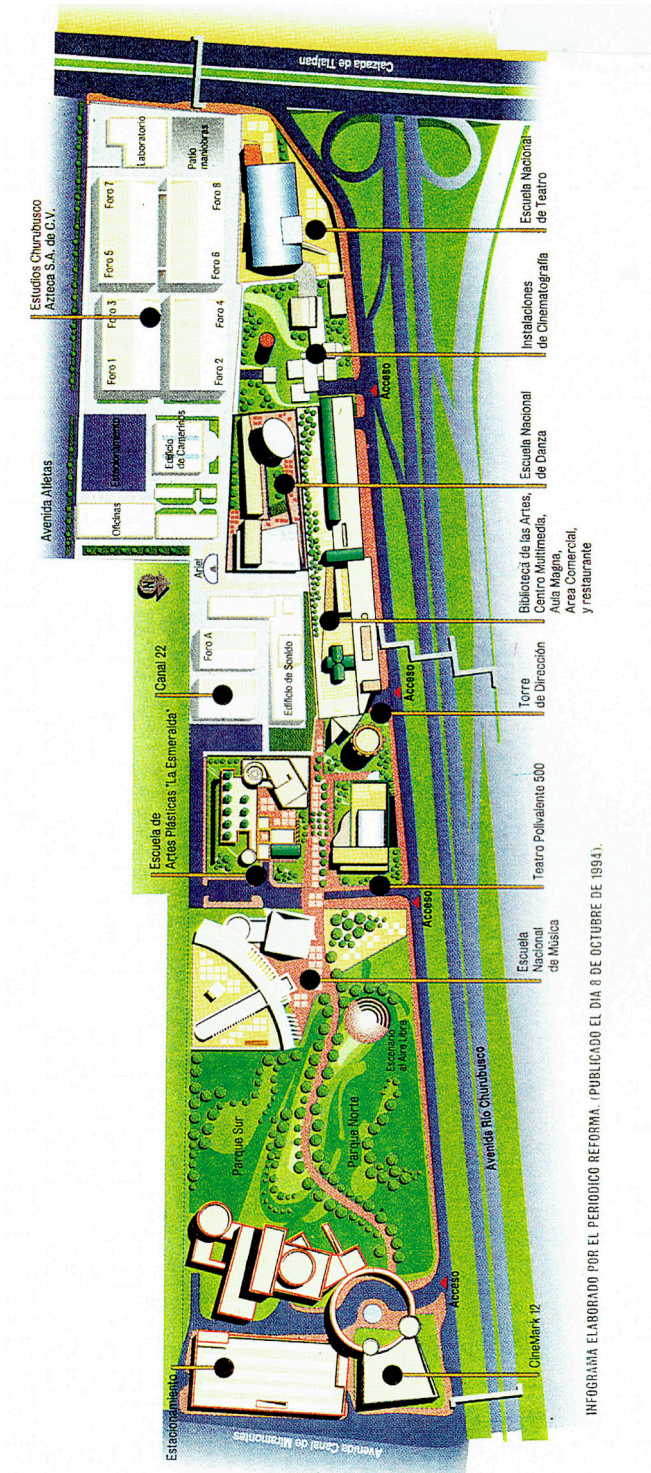 Calzada de Tlalpan
Estudios Churubusco
Azteca S.A. de C.V.
Laboratorio
Patio
maniobras
Foro 7
Foro 8
Foro 5
Foro 6
Foro 3
Foro 4
Foro 1
Foro 2
Avenida Atletas
Estacionamiento
Edificio
de Camerinos
Oficinas
Ariel
N
Canal 22
Foro A
Edificio de Sonido
Escuela de
Artes Plásticas "La Esmeralda"
Parque Sur
Parque Norte
Escenario
al Aire Libre
Estacionamiento
Avenida Canal de Miramontes
Escuela Nacional
de Teatro
Instalaciones
de Cinematografía
Acceso
Escuela Nacional
de Danza
Biblioteca de las Artes,
Centro Multimedia,
Aula Magna,
Area Comercial,
y restaurante
Acceso
Torre
de Dirección
Teatro Polivalente 500
Acceso
Escuela
Nacional
de Música
Avenida Río Churubusco
Acceso
CineMark 12
INFOGRAMA ELABORADO POR EL PERIODICO REFORMA. (PUBLICADO EL DIA 8 DE OCTUBRE DE 1994).